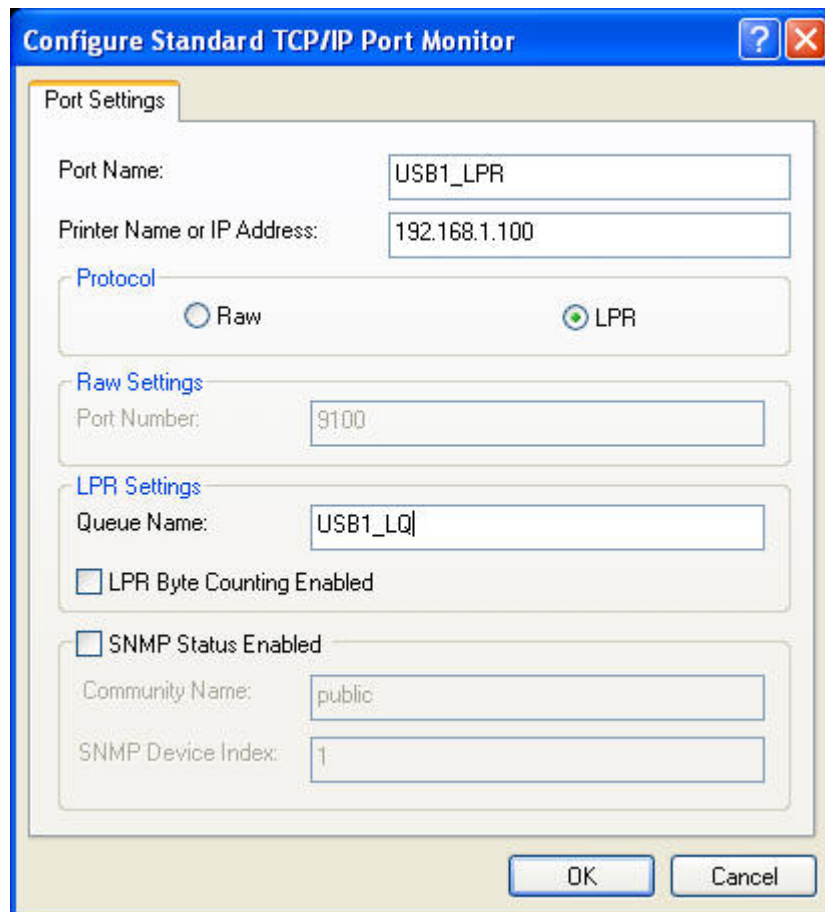 Configure Standard TCP/IP Port Monitor
Port Settings
Port Name: USB1_LPR
Printer Name or IP Address: 192.168.1.100
Protocol
Raw LPR
Raw Settings
Port Number: 9100
LPR Settings
Queue Name: USB1_LQ
LPR Byte Counting Enabled
SNMP Status Enabled
Community Name: public
SNMP Device Index: 1
OK Cancel